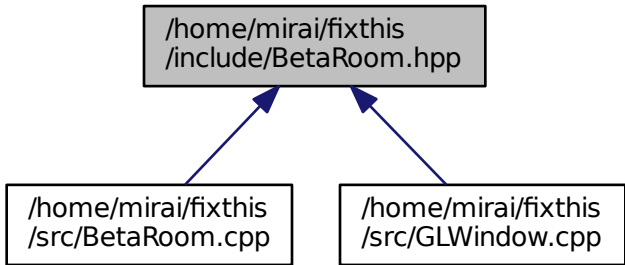 /home/mirai/fixthis
/include/BetaRoom.hpp
/home/mirai/fixthis
/src/BetaRoom.cpp
/home/mirai/fixthis
/src/GLWindow.cpp